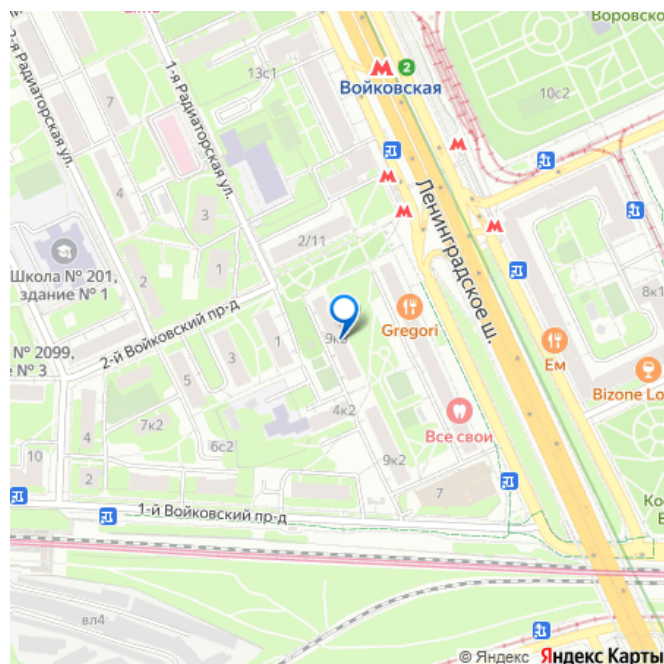 Воровско
13с1
10с2
2
Войковская
2-я Радиаторская ул.
1-я Радиаторская ул.
7
4
3
Ленинградское ш.
2/11
Школа № 201,
здание № 1
2
1
8к1
2-й Войковский пр-д
Gregori
9к2
1
3
№ 2099,
№ 3
5
Ем
Bizone Lo
4к2
7к2
Все свои
4
6с2
10
2
9к2
7
1-й Войковский пр-д
Ко
вл4
© Яндекс Яндекс Карты